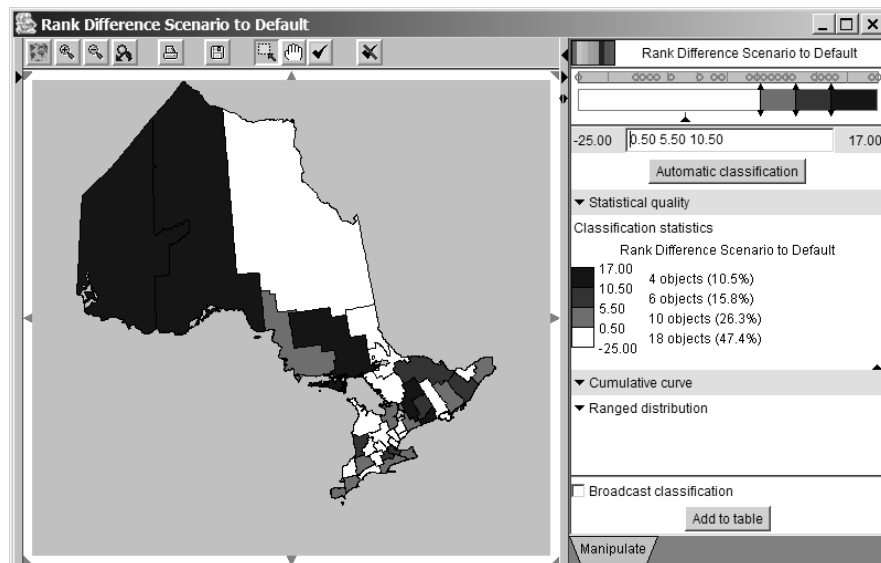 Rank Difference Scenario to Default
Rank Difference Scenario to Default
-25.00
0.50 5.50 10.50
17.00
Automatic classification
Statistical quality
Classification statistics
Rank Difference Scenario to Default
17.00
10.50
5.50
0.50
-25.00
4 objects (10.5%)
6 objects (15.8%)
10 objects (26.3%)
18 objects (47.4%)
Cumulative curve
Ranged distribution
Broadcast classification
Add to table
Manipulate